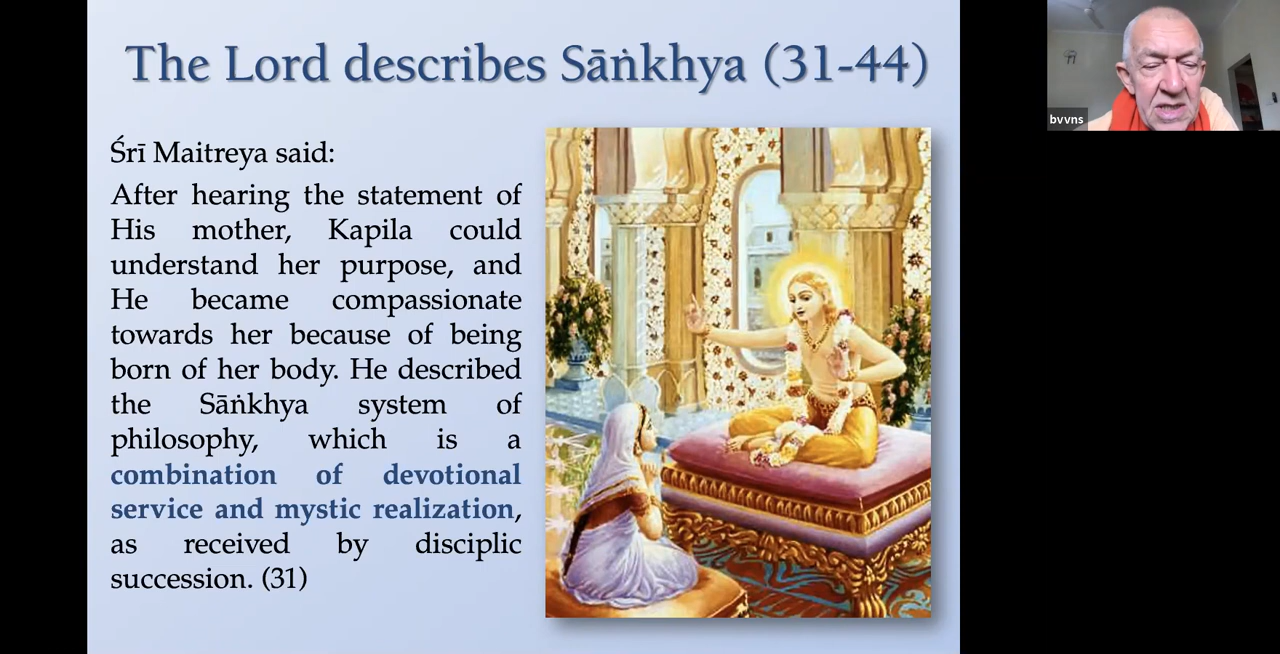 The Lord describes Sāṅkhya (31-44)
Śrī Maitreya said:
After hearing the statement of
His mother, Kapila could
understand her purpose, and
He became compassionate
towards her because of being
born of her body. He described
the Sāṅkhya system of
philosophy, which is a
combination of devotional
service and mystic realization,
as received by disciplic
succession. (31)
bvvns